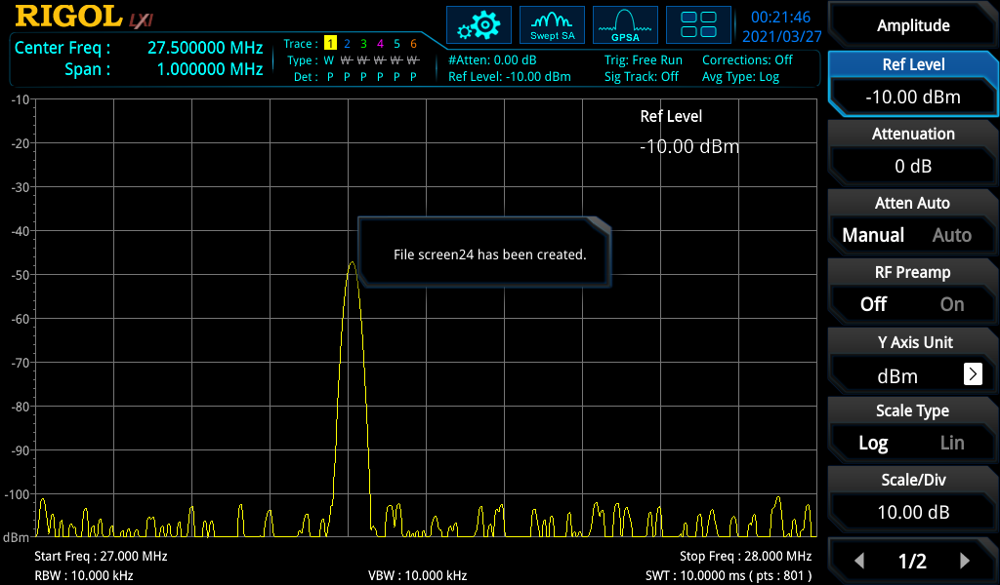 RIGOL LXI
Center Freq : 27.500000 MHz
Span : 1.000000 MHz
Trace : 1 2 3 4 5 6
Type : W W W W W W
Det : P P P P P P
Swept SA
GPSA
00:21:46
2021/03/27
#Atten: 0.00 dB
Ref Level: -10.00 dBm
Trig: Free Run
Sig Track: Off
Corrections: Off
Avg Type: Log
Ref Level
-10.00 dBm
File screen24 has been created.
-10
-20
-30
-40
-50
-60
-70
-80
-90
-100
dBm
Start Freq : 27.000 MHz
Stop Freq : 28.000 MHz
RBW : 10.000 kHz
VBW : 10.000 kHz
SWT : 10.0000 ms ( pts : 801 )
Amplitude
Ref Level
-10.00 dBm
Attenuation
0 dB
Atten Auto
Manual Auto
RF Preamp
Off On
Y Axis Unit
dBm >
Scale Type
Log Lin
Scale/Div
10.00 dB
1/2